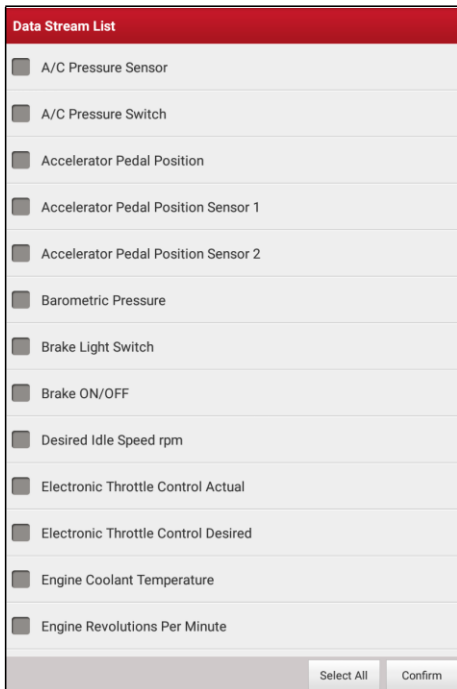 Data Stream List
A/C Pressure Sensor
A/C Pressure Switch
Accelerator Pedal Position
Accelerator Pedal Position Sensor 1
Accelerator Pedal Position Sensor 2
Barometric Pressure
Brake Light Switch
Brake ON/OFF
Desired Idle Speed rpm
Electronic Throttle Control Actual
Electronic Throttle Control Desired
Engine Coolant Temperature
Engine Revolutions Per Minute
Select All Confirm